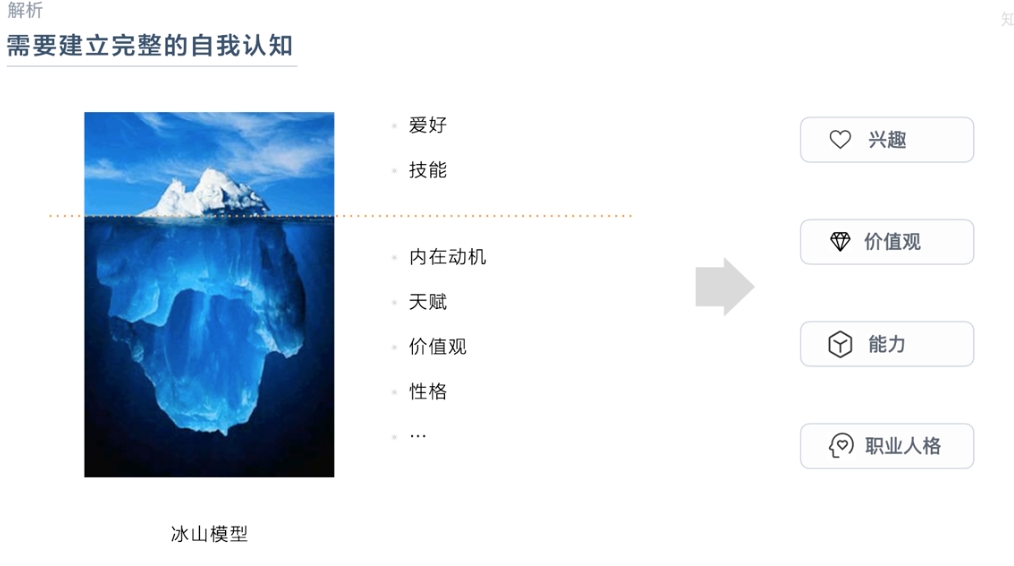 解析
知
需要建立完整的自我认知
爱好
技能
内在动机
天赋
价值观
性格
…
冰山模型
兴趣
价值观
能力
职业人格